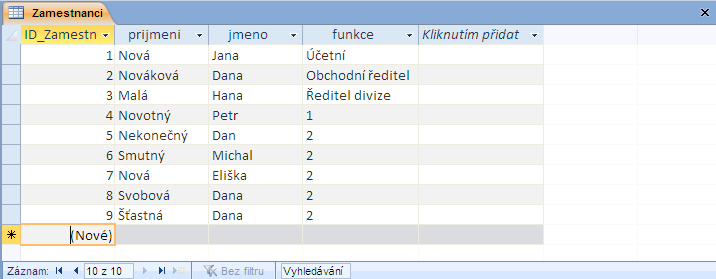 Zamestnanci
ID_Zamestn prijmeni jmeno funkce Kliknutím přidat
1 Nová Jana Účetní
2 Nováková Dana Obchodní ředitel
3 Malá Hana Ředitel divize
4 Novotný Petr 1
5 Nekonečný Dan 2
6 Smutný Michal 2
7 Nová Eliška 2
8 Svobová Dana 2
9 Šťastná Dana 2
(Nové)
Záznam: 10 z 10 Bez filtru Vyhledávání